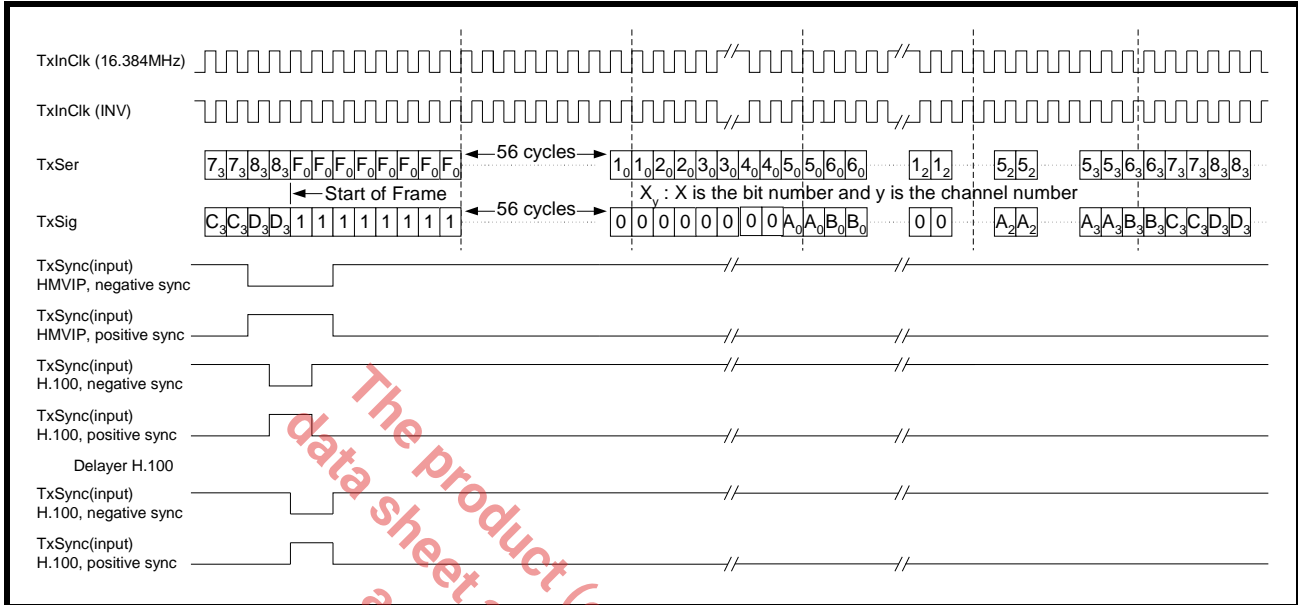 TxInClk (16.384MHz)
TxInClk (INV)
TxSer
7₃ 7₃ 8₃ 8₃ F₀ F₀ F₀ F₀ F₀ F₀ F₀ F₀ 56 cycles 1₀ 1₀ 2₀ 2₀ 3₀ 3₀ 4₀ 4₀ 5₀ 5₀ 6₀ 6₀ 1₂ 1₂ 5₂ 5₂ 5₃ 5₃ 6₃ 6₃ 7₃ 7₃ 8₃ 8₃
Start of Frame
Xy : X is the bit number and y is the channel number
TxSig
C₃ C₃ D₃ D₃ 1 1 1 1 1 1 1 1 56 cycles 0 0 0 0 0 0 0 0 A₀ A₀ B₀ B₀ 0 0 A₂ A₂ A₃ A₃ B₃ B₃ C₃ C₃ D₃ D₃
TxSync(input)
HMVIP, negative sync
TxSync(input)
HMVIP, positive sync
TxSync(input)
H.100, negative sync
TxSync(input)
H.100, positive sync
Delayer H.100
TxSync(input)
H.100, negative sync
TxSync(input)
H.100, positive sync
The product (
data sheet